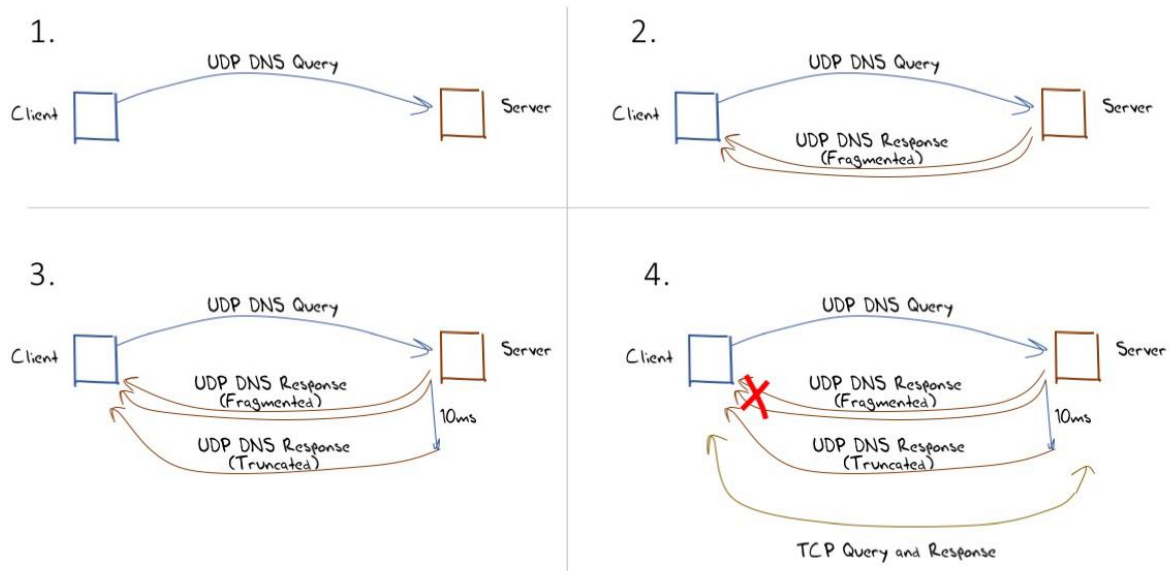 1.
UDP DNS Query
Client
Server
2.
UDP DNS Query
Client
Server
UDP DNS Response
(Fragmented)
3.
UDP DNS Query
Client
Server
UDP DNS Response
(Fragmented)
10ms
UDP DNS Response
(Truncated)
4.
UDP DNS Query
Client
Server
UDP DNS Response
(Fragmented)
10ms
UDP DNS Response
(Truncated)
TCP Query and Response